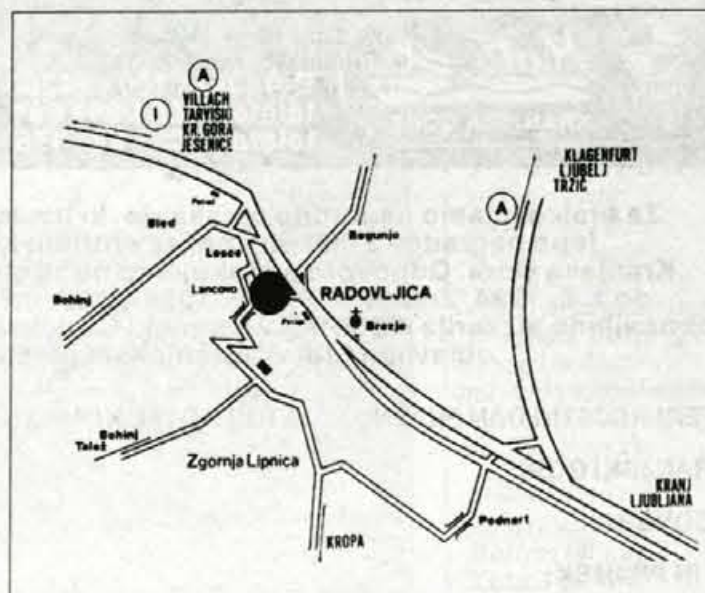 A
I
VILLACH
TARVISIO
KR. GORA
JESENICE
KLAGENFURT
LJUBELJ
TRŽIČ
A
Bled
Begunje
Lesce
Lancovo
RADOVLJICA
Bohinj
Brezje
Bohinj
Talež
Zgornja Lipnica
KRANJ
LJUBLJANA
Podnart
KROPA